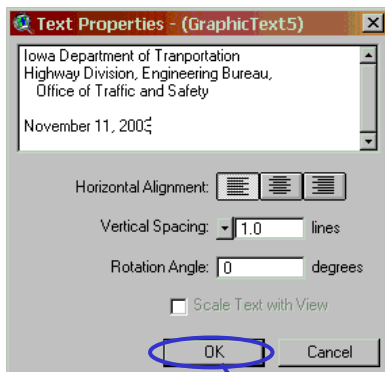 Text Properties - (GraphicText5)
Iowa Department of Tranportation
Highway Division, Engineering Bureau,
Office of Traffic and Safety
November 11, 2003
Horizontal Alignment:
Vertical Spacing: 1.0 lines
Rotation Angle: 0 degrees
Scale Text with View
OK Cancel